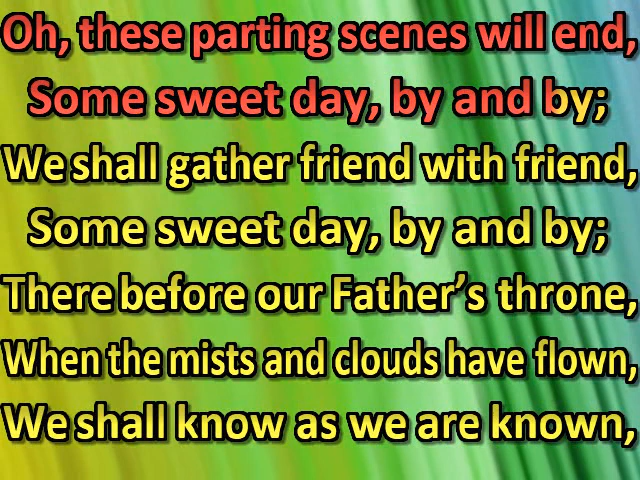 Oh, these parting scenes will end,
Some sweet day, by and by;
We shall gather friend with friend,
Some sweet day, by and by;
There before our Father’s throne,
When the mists and clouds have flown,
We shall know as we are known,